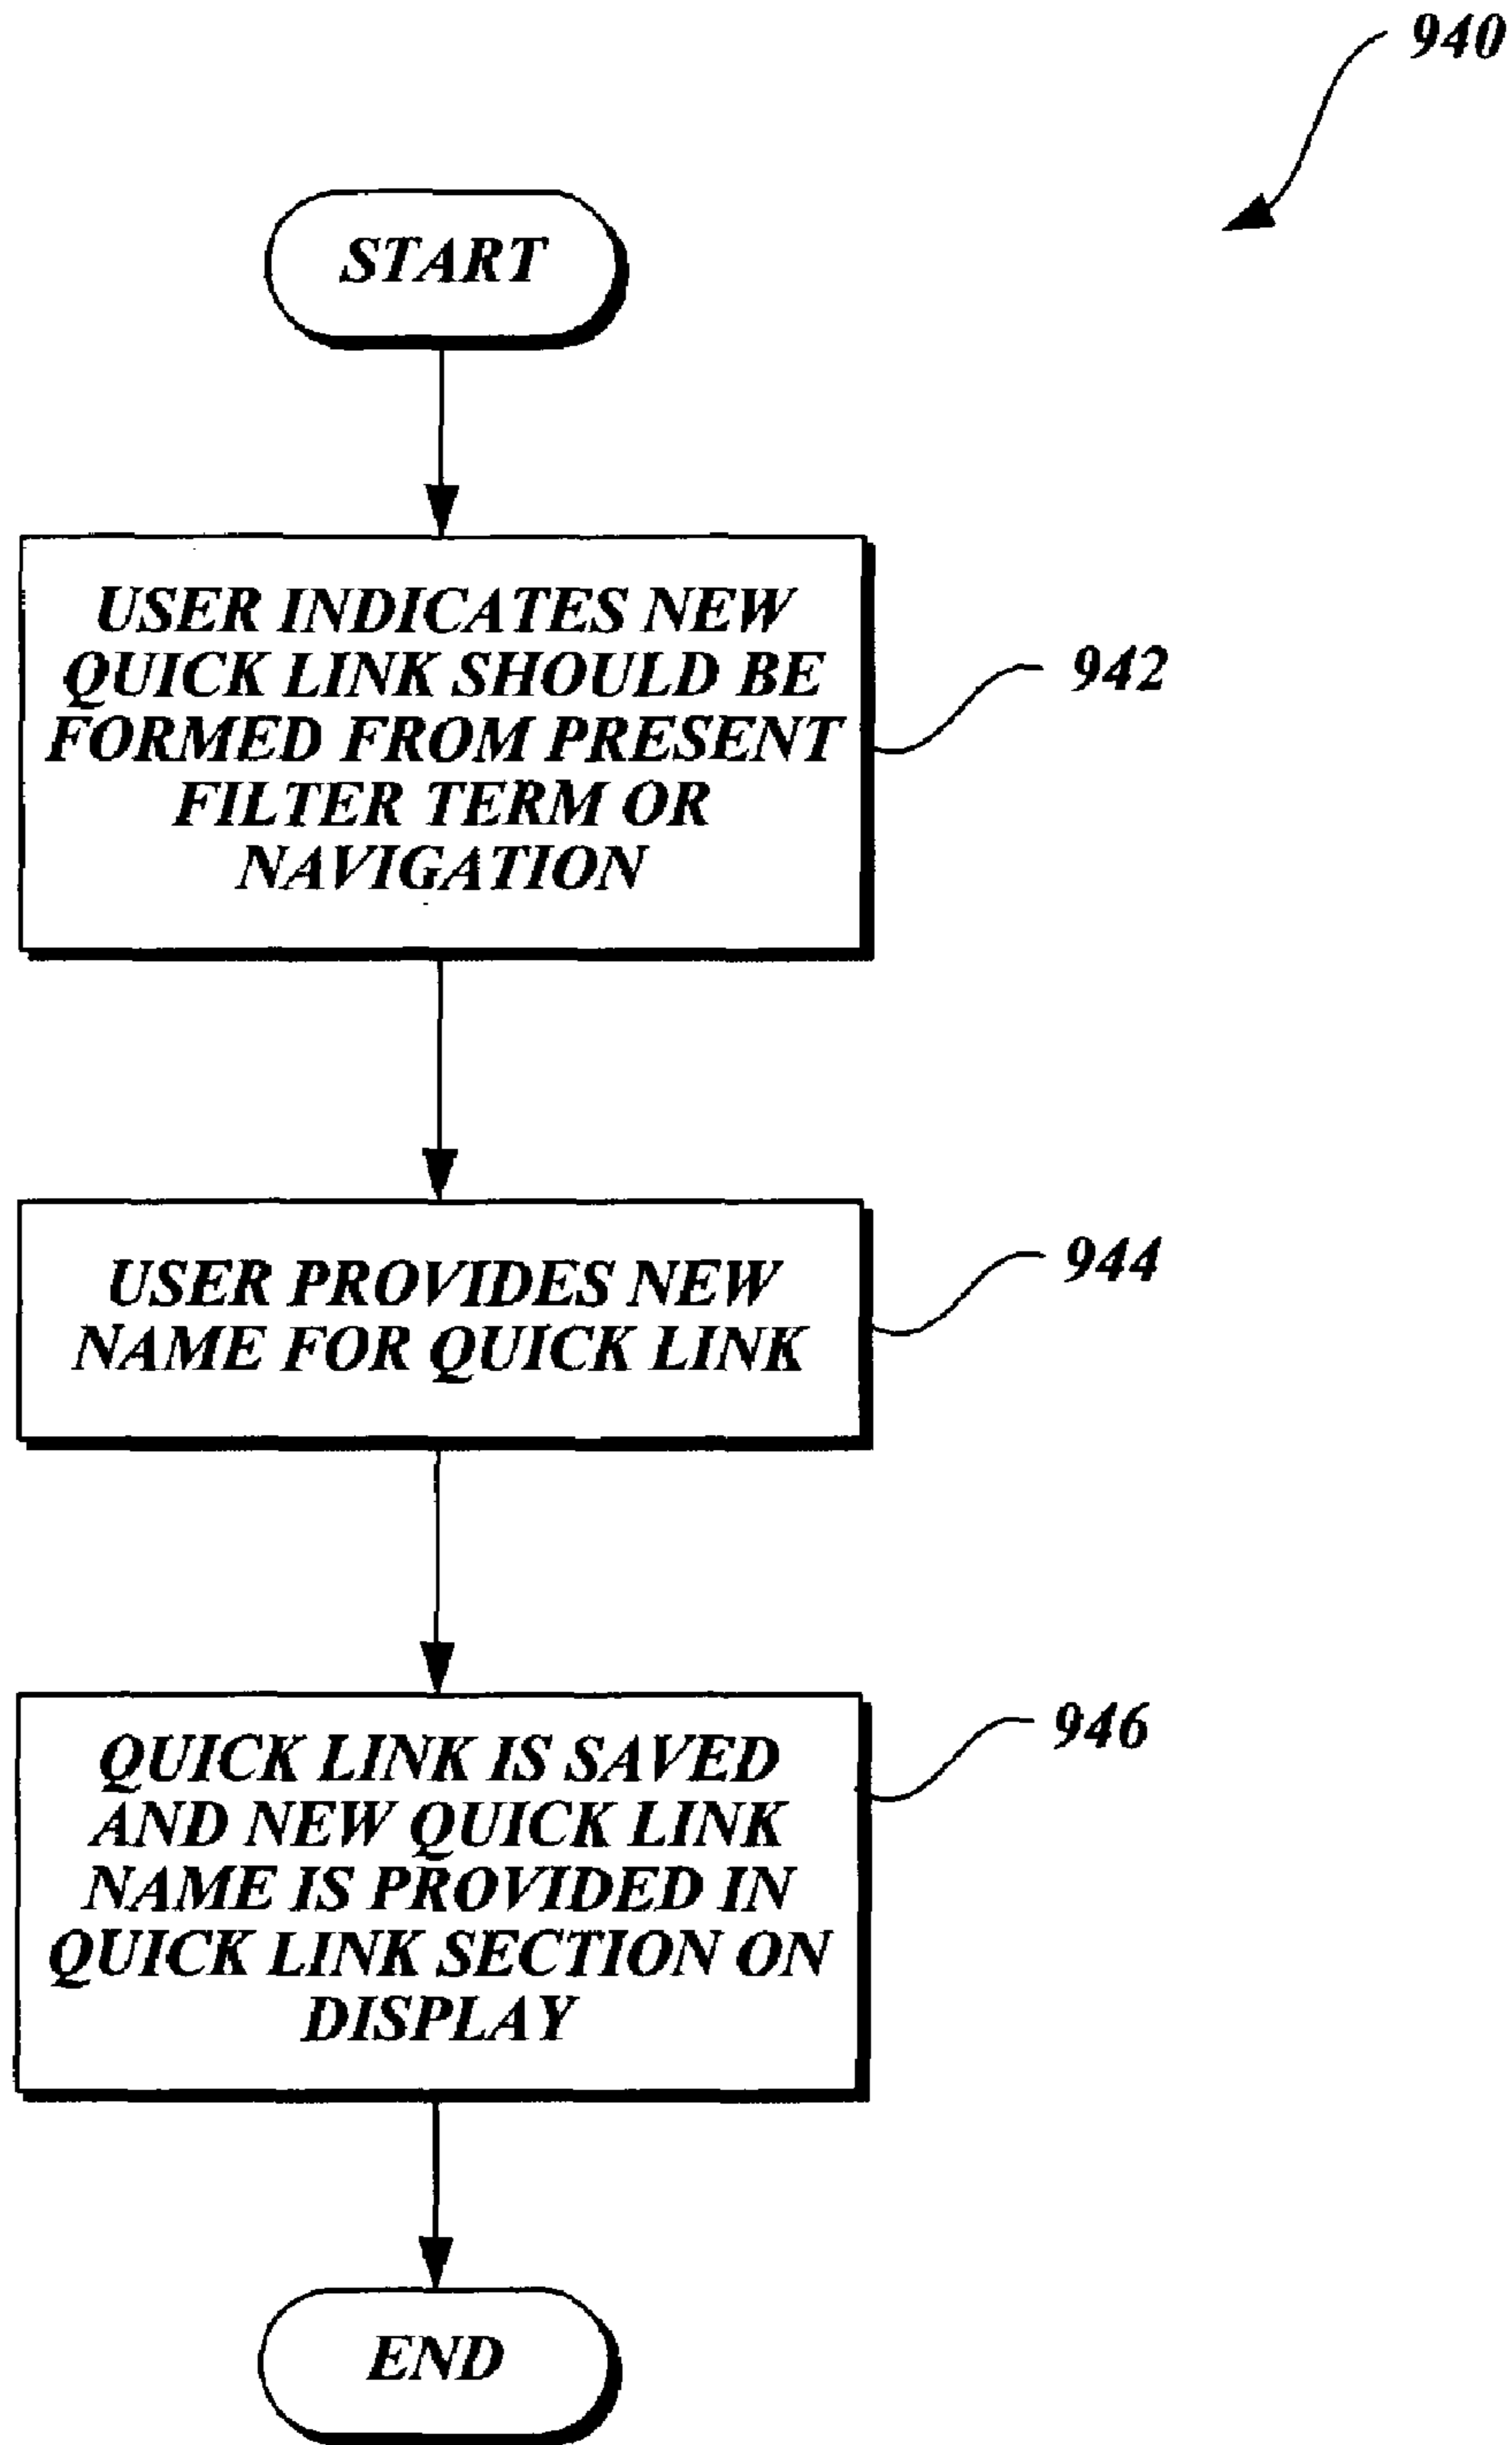 940
START
USER INDICATES NEW
QUICK LINK SHOULD BE
FORMED FROM PRESENT
FILTER TERM OR
NAVIGATION
942
USER PROVIDES NEW
NAME FOR QUICK LINK
944
QUICK LINK IS SAVED
AND NEW QUICK LINK
NAME IS PROVIDED IN
QUICK LINK SECTION ON
DISPLAY
946
END